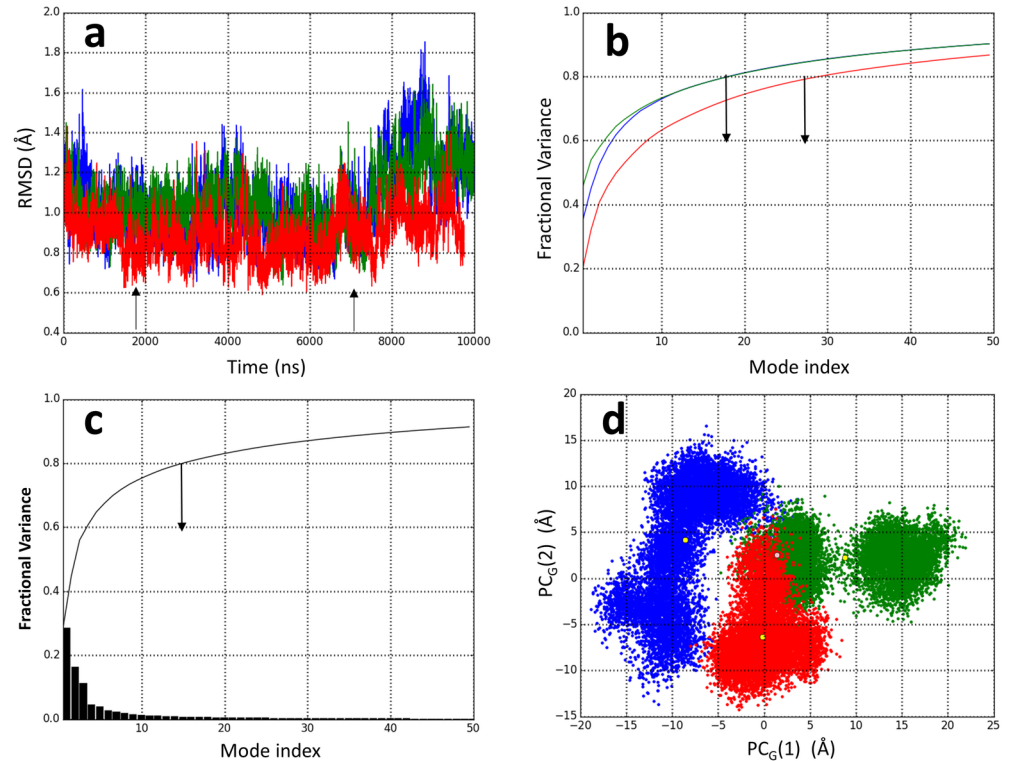 a
2.0
1.8
1.6
1.4
1.2
1.0
0.8
0.6
0.4
RMSD (Å)
0 2000 4000 6000 8000 10000
Time (ns)
b
1.0
0.8
0.6
0.4
0.2
0.0
Fractional Variance
10 20 30 40 50
Mode index
c
1.0
0.8
0.6
0.4
0.2
0.0
Fractional Variance
10 20 30 40 50
Mode index
d
20
15
10
5
0
−5
−10
−15
PCG(2) (Å)
−20 −15 −10 −5 0 5 10 15 20 25
PCG(1) (Å)